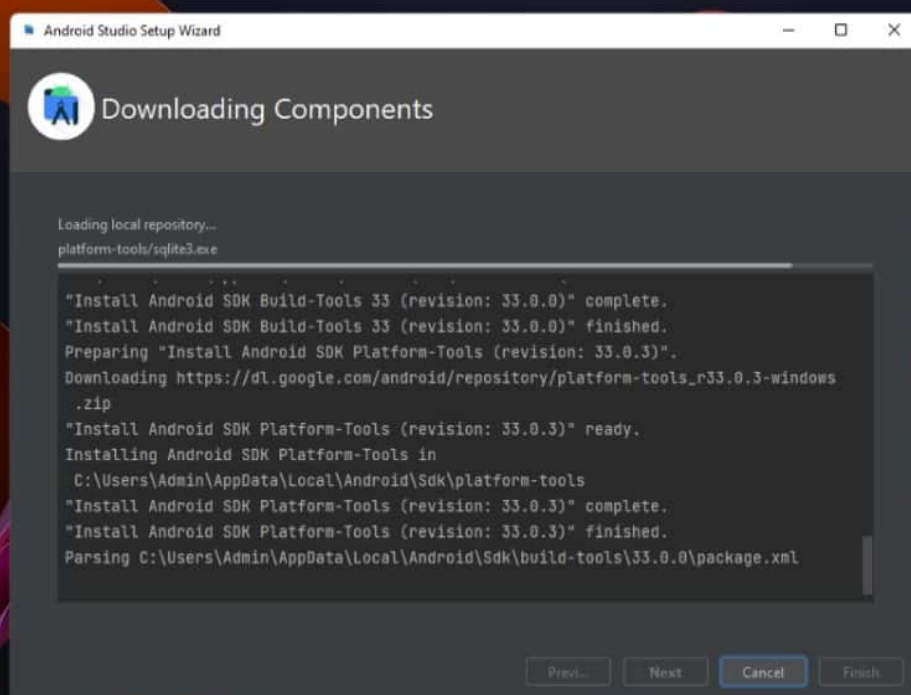 Android Studio Setup Wizard
Downloading Components
Loading local repository...
platform-tools/sqlite3.exe
"Install Android SDK Build-Tools 33 (revision: 33.0.0)" complete.
"Install Android SDK Build-Tools 33 (revision: 33.0.0)" finished.
Preparing "Install Android SDK Platform-Tools (revision: 33.0.3)".
Downloading https://dl.google.com/android/repository/platform-tools_r33.0.3-windows
.zip
"Install Android SDK Platform-Tools (revision: 33.0.3)" ready.
Installing Android SDK Platform-Tools in
C:\Users\Admin\AppData\Local\Android\Sdk\platform-tools
"Install Android SDK Platform-Tools (revision: 33.0.3)" complete.
"Install Android SDK Platform-Tools (revision: 33.0.3)" finished.
Parsing C:\Users\Admin\AppData\Local\Android\Sdk\build-tools\33.0.0\package.xml
Previ... Next Cancel Finish